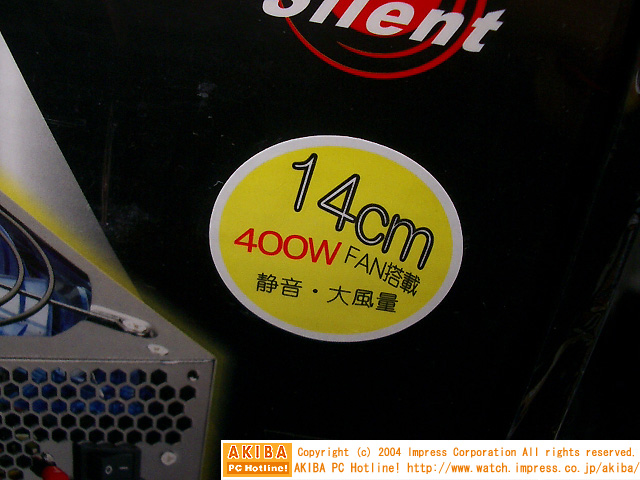 Silent
14cm
400W FAN搭載
静音・大風量
AKIBA
PC Hotline!
Copyright (c) 2004 Impress Corporation All rights reserved.
AKIBA PC Hotline! http://www.watch.impress.co.jp/akiba/